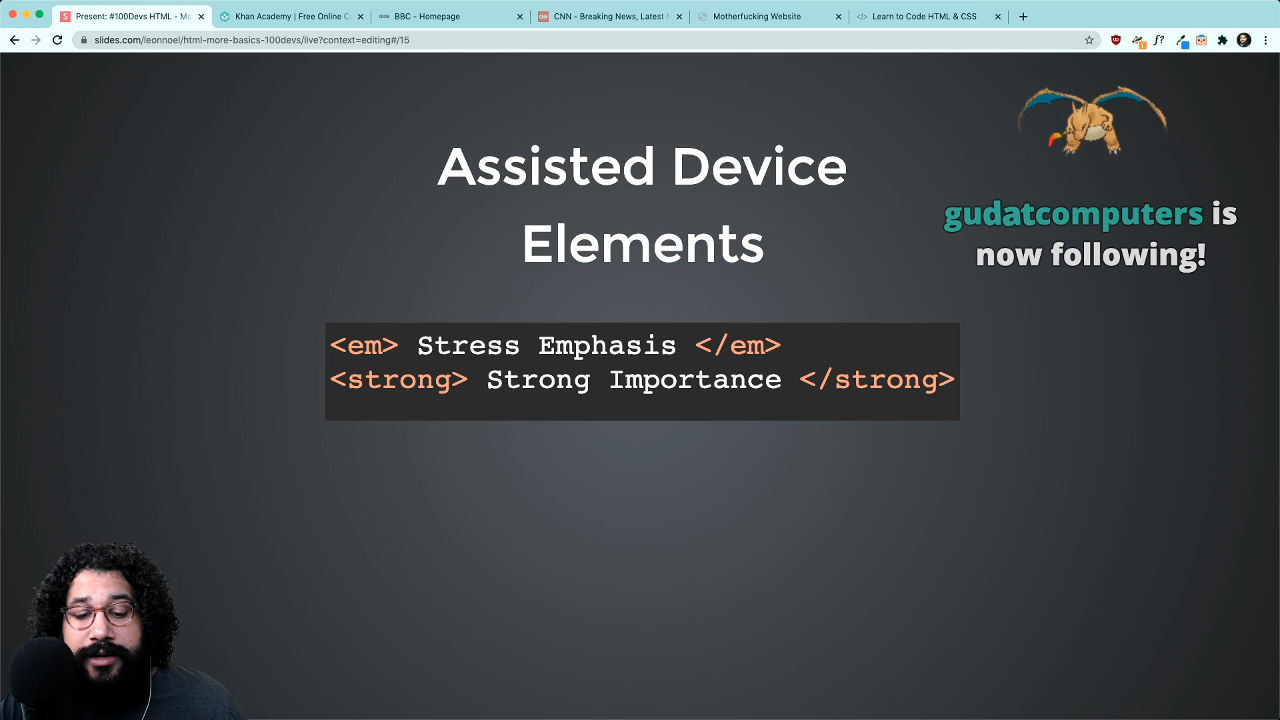 Present: #100Devs HTML - Mo
Khan Academy | Free Online C
BBC - Homepage
CNN - Breaking News, Latest N
Motherfucking Website
Learn to Code HTML & CSS
slides.com/leonnoel/html-more-basics-100devs/live?context=editing#/15
Assisted Device
Elements
gudatcomputers is
now following!
<em> Stress Emphasis </em>
<strong> Strong Importance </strong>